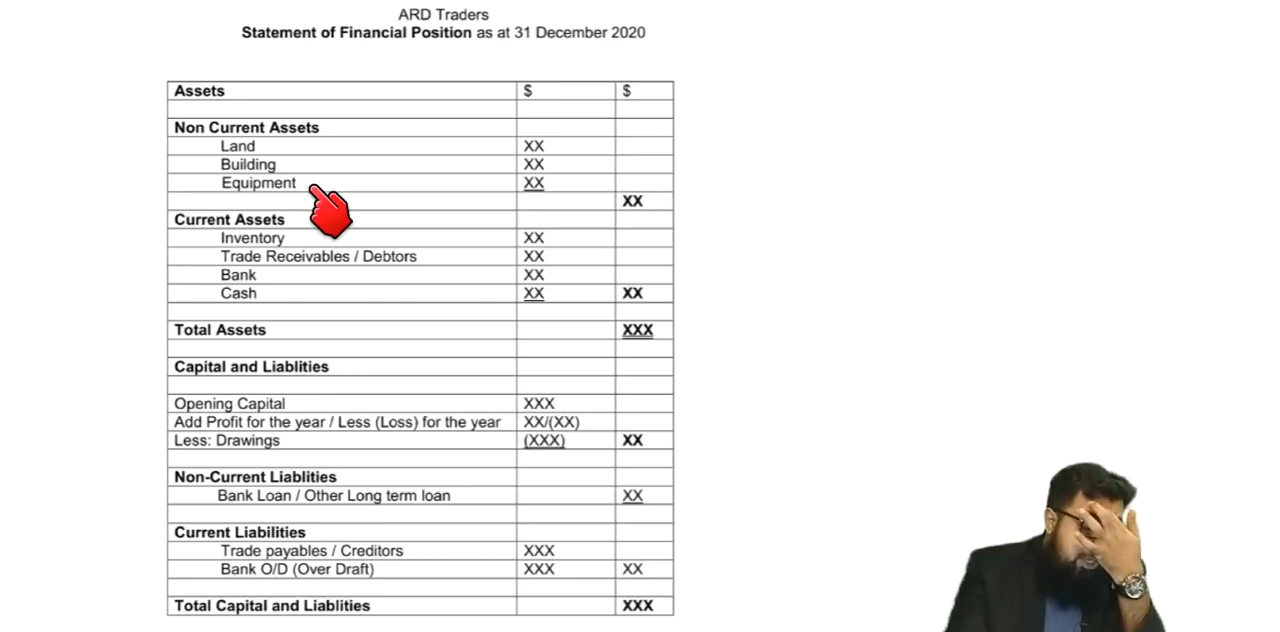 ARD Traders
Statement of Financial Position as at 31 December 2020
Assets $ $
Non Current Assets
Land XX
Building XX
Equipment XX
XX
Current Assets
Inventory XX
Trade Receivables / Debtors XX
Bank XX
Cash XX XX
Total Assets XXX
Capital and Liablities
Opening Capital XXX
Add Profit for the year / Less (Loss) for the year XX/(XX)
Less: Drawings (XXX) XX
Non-Current Liablities
Bank Loan / Other Long term loan XX
Current Liabilities
Trade payables / Creditors XXX
Bank O/D (Over Draft) XXX XX
Total Capital and Liablities XXX